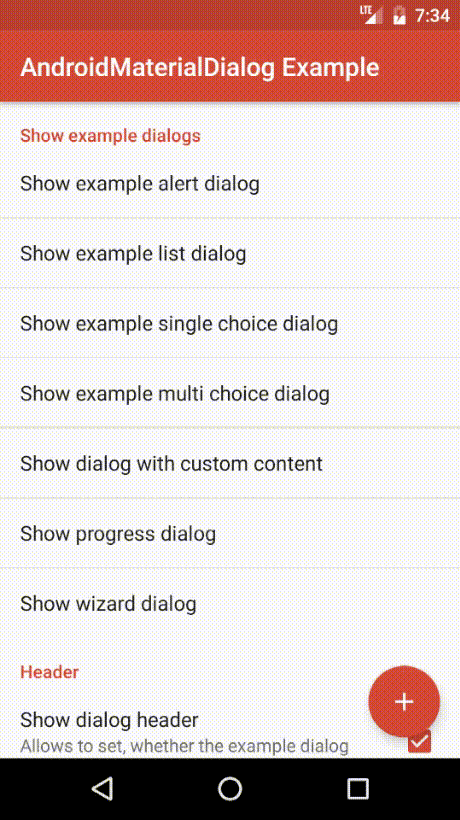 LTE 7:34
AndroidMaterialDialog Example
Show example dialogs
Show example alert dialog
Show example list dialog
Show example single choice dialog
Show example multi choice dialog
Show dialog with custom content
Show progress dialog
Show wizard dialog
Header
Show dialog header
Allows to set, whether the example dialog